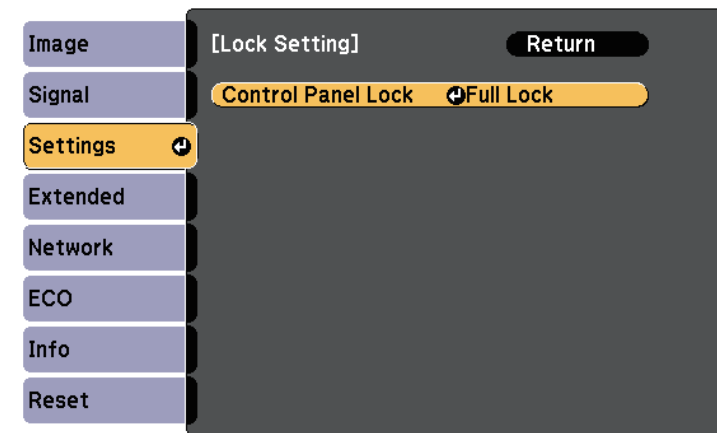 Image
Signal
Settings
Extended
Network
ECO
Info
Reset
[Lock Setting]
Return
Control Panel Lock Full Lock